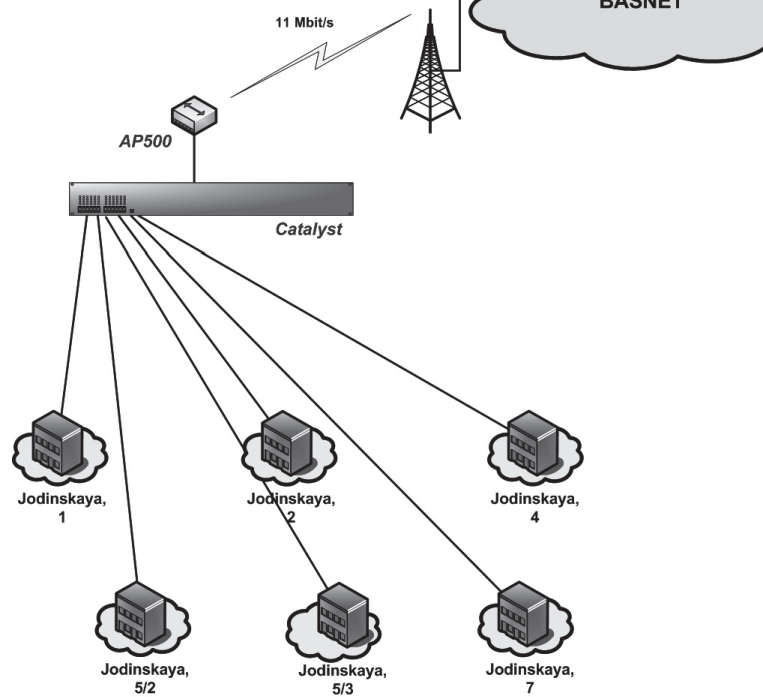 BASNET
11 Mbit/s
AP500
Catalyst
Jodinskaya,
1
Jodinskaya,
2
Jodinskaya,
4
Jodinskaya,
5/2
Jodinskaya,
5/3
Jodinskaya,
7